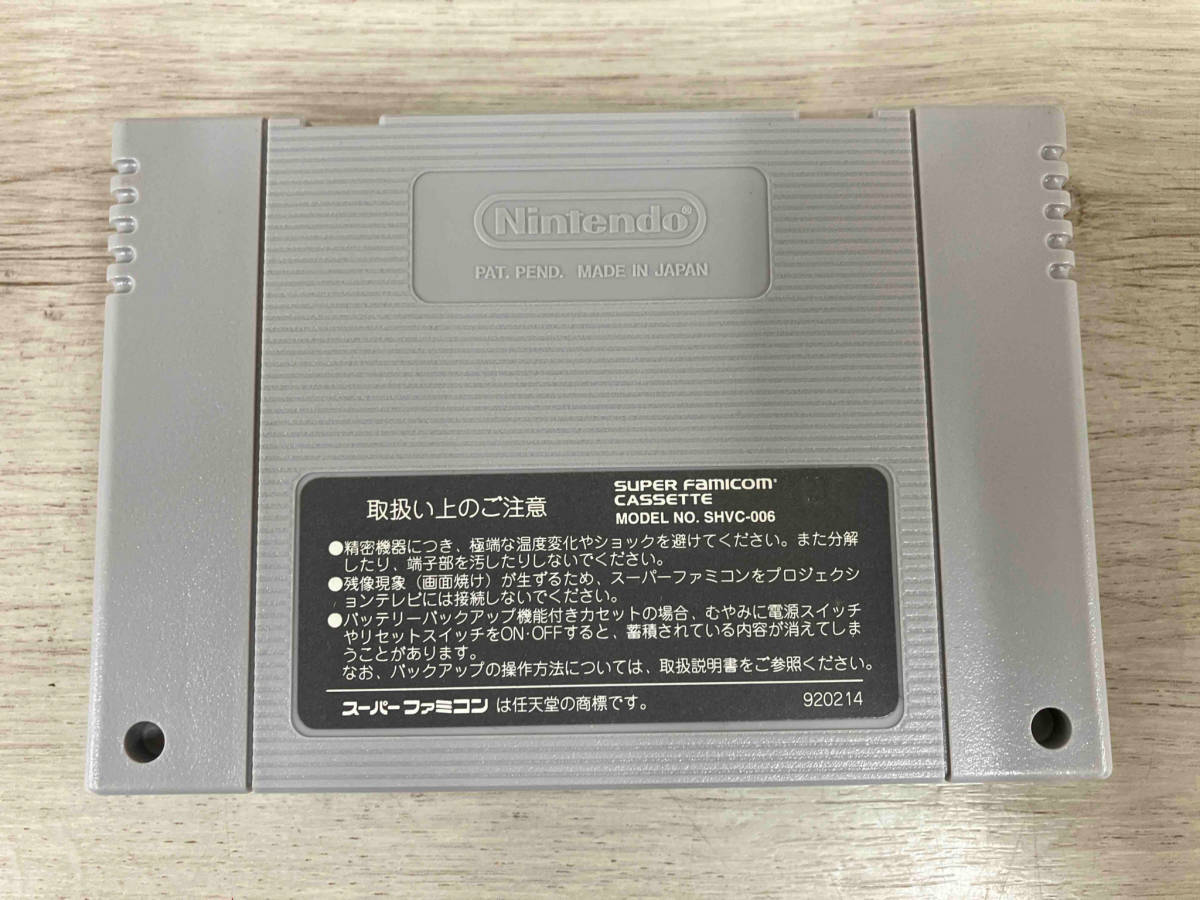 Nintendo®
PAT. PEND. MADE IN JAPAN
取扱い上のご注意
SUPER FAMICOM
CASSETTE
MODEL NO. SHVC-006
●精密機器につき、極端な温度変化やショックを避けてください。また分解
したり、端子部を汚したりしないでください。
●残像現象（画面焼け）が生ずるため、スーパーファミコンをプロジェクシ
ョンテレビには接続しないでください。
●バッテリーバックアップ機能付きカセットの場合、むやみに電源スイッチ
やリセットスイッチをON・OFFすると、蓄積されている内容が消えてしま
うことがあります。
なお、バックアップの操作方法については、取扱説明書をご参照ください。
スーパーファミコン は任天堂の商標です。
920214